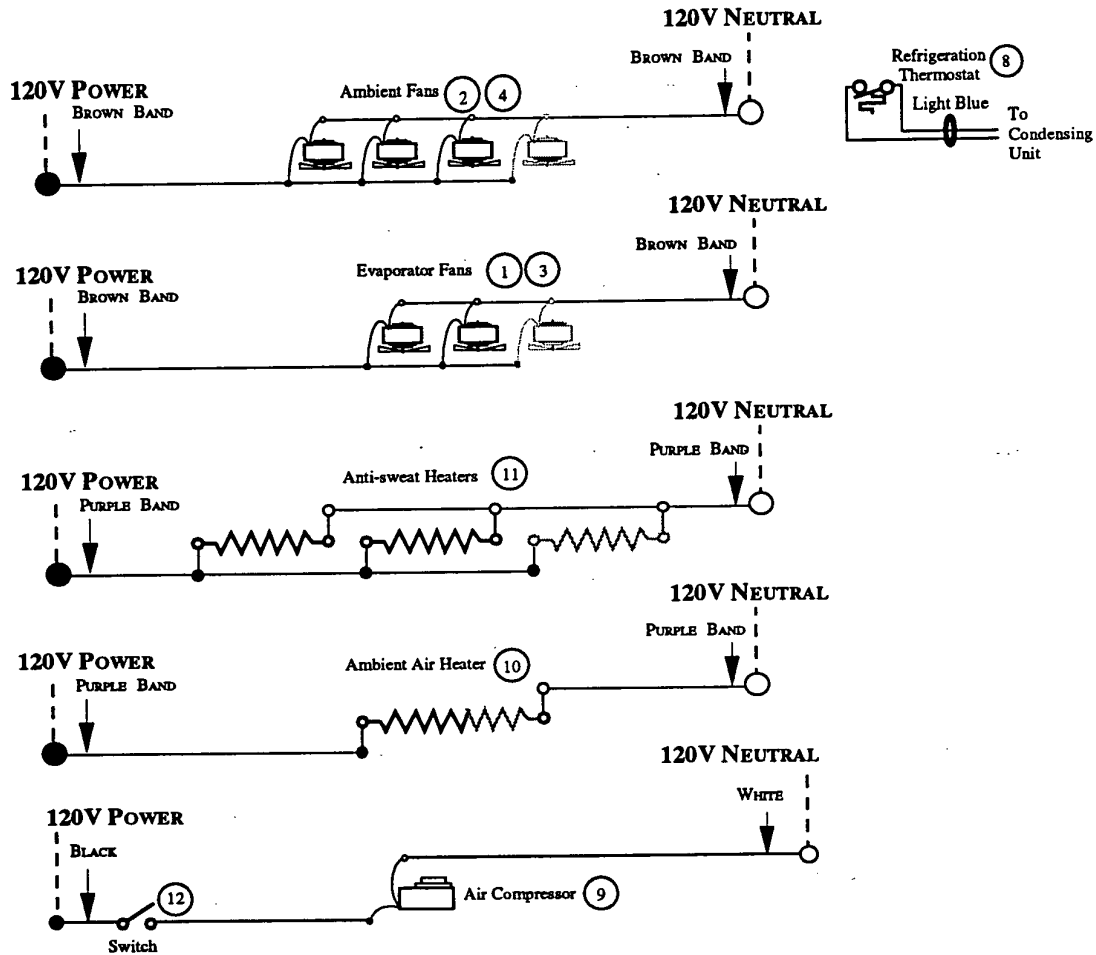 120V NEUTRAL
BROWN BAND
120V POWER
BROWN BAND
Ambient Fans 2 4
Refrigeration
Thermostat 8
Light Blue
To
Condensing
Unit
120V NEUTRAL
BROWN BAND
120V POWER
BROWN BAND
Evaporator Fans 1 3
120V NEUTRAL
PURPLE BAND
120V POWER
PURPLE BAND
Anti-sweat Heaters 11
120V NEUTRAL
PURPLE BAND
120V POWER
PURPLE BAND
Ambient Air Heater 10
120V NEUTRAL
WHITE
120V POWER
BLACK
12
Switch
Air Compressor 9